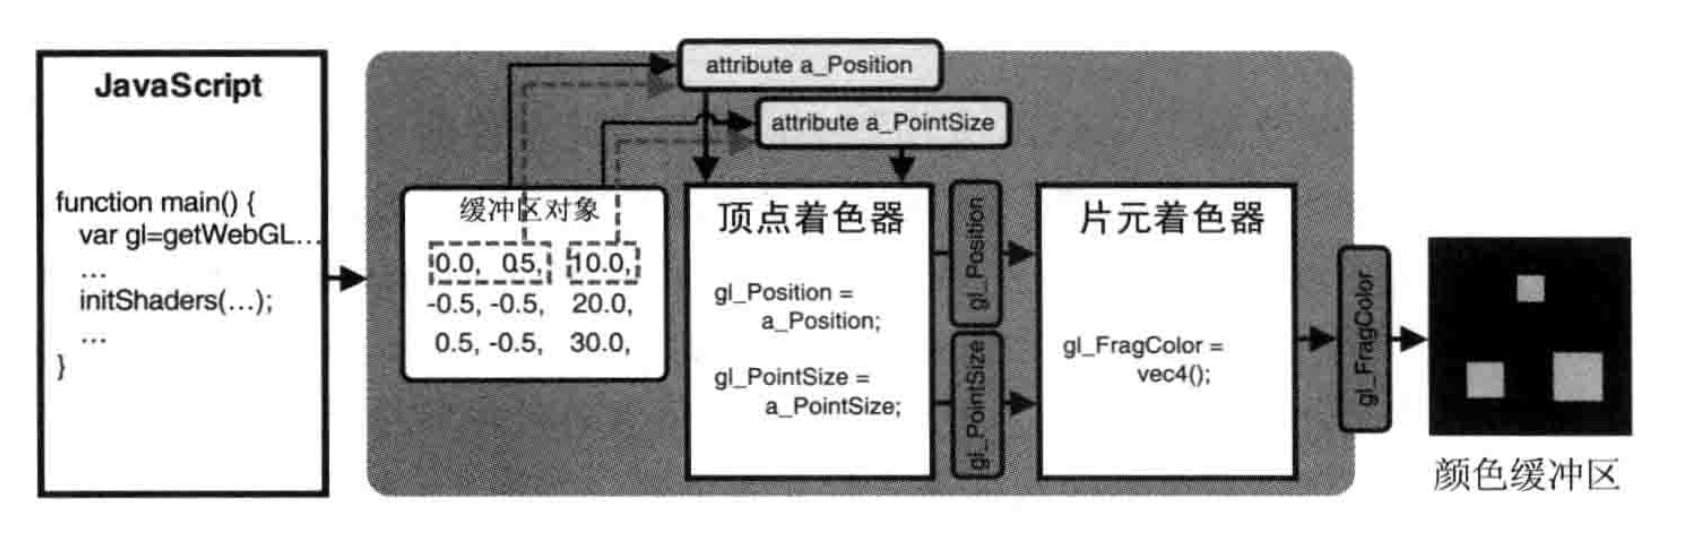 JavaScript
function main() {
var gl=getWebGL...
...
initShaders(...);
...
}
attribute a_Position
attribute a_PointSize
缓冲区对象
0.0, 0.5, 10.0,
-0.5, -0.5, 20.0,
0.5, -0.5, 30.0,
顶点着色器
gl_Position =
a_Position;
gl_PointSize =
a_PointSize;
gl_Position
gl_PointSize
片元着色器
gl_FragColor =
vec4();
gl_FragColor
颜色缓冲区